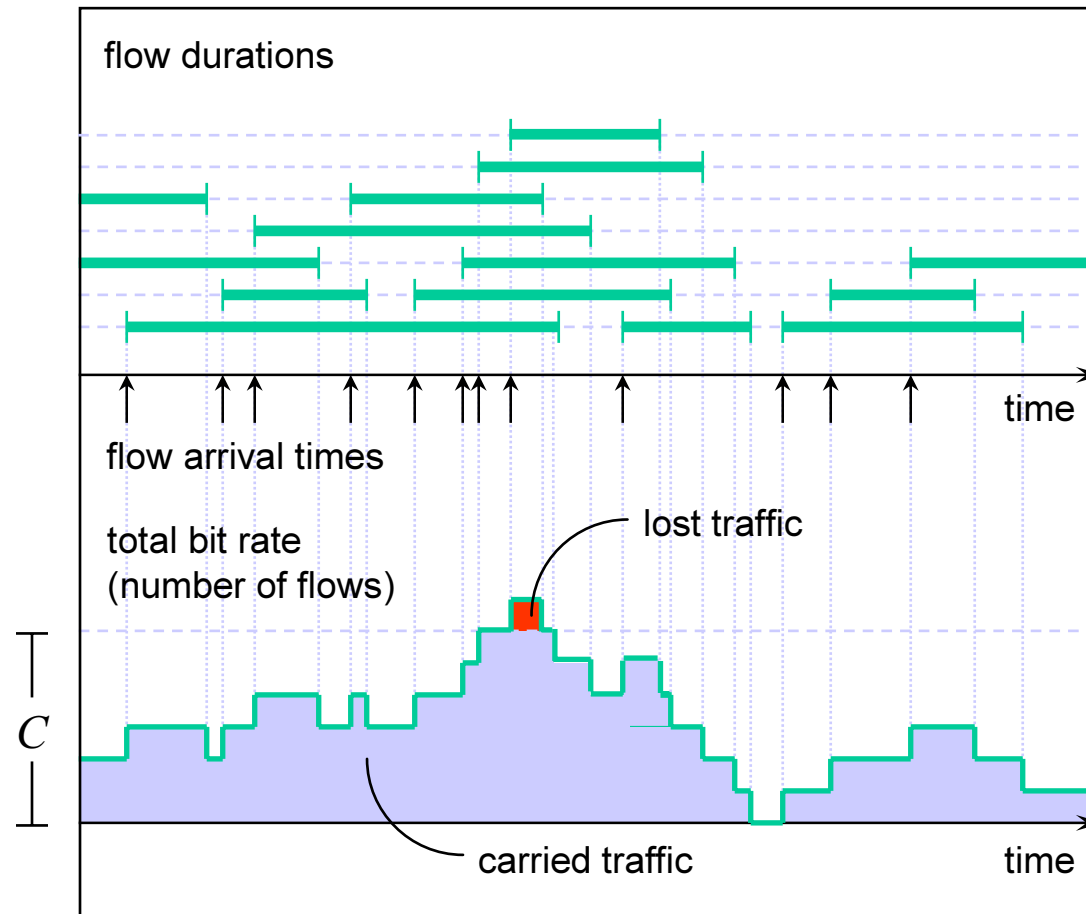 flow durations
time
flow arrival times
lost traffic
total bit rate
(number of flows)
C
carried traffic
time